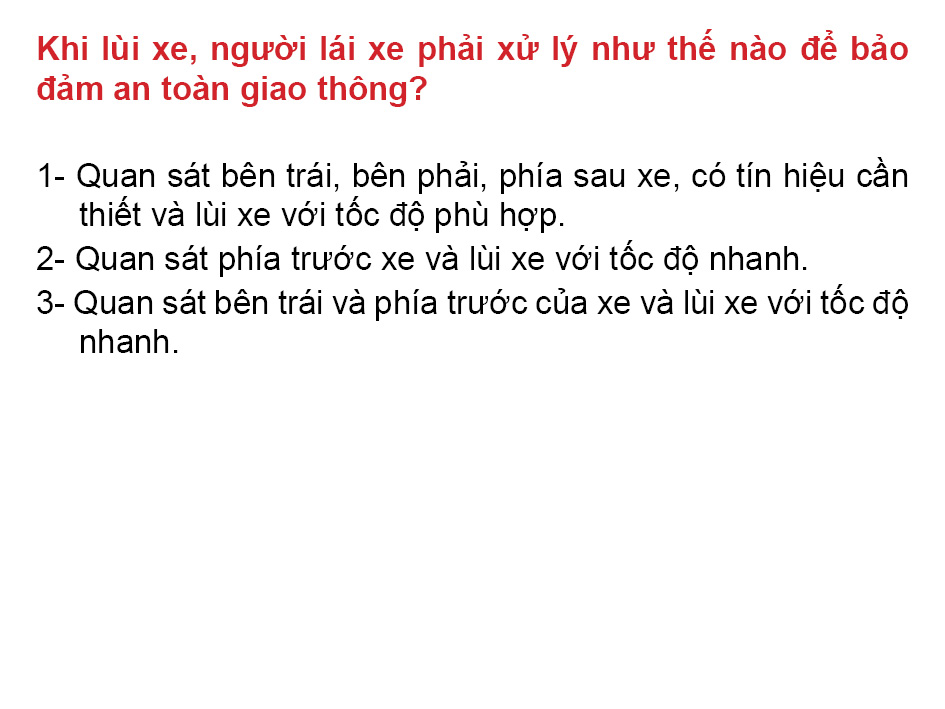 Khi lùi xe, người lái xe phải xử lý như thế nào để bảo
đảm an toàn giao thông?
1- Quan sát bên trái, bên phải, phía sau xe, có tín hiệu cần
thiết và lùi xe với tốc độ phù hợp.
2- Quan sát phía trước xe và lùi xe với tốc độ nhanh.
3- Quan sát bên trái và phía trước của xe và lùi xe với tốc độ
nhanh.